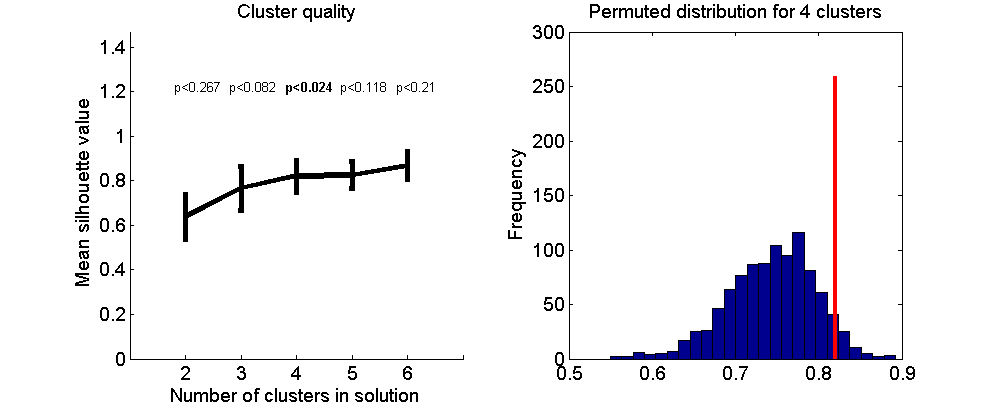 Cluster quality
1.4
1.2
1
0.8
0.6
0.4
0.2
0
Mean silhouette value
p<0.267 p<0.082 p<0.024 p<0.118 p<0.21
2 3 4 5 6
Number of clusters in solution
Permuted distribution for 4 clusters
300
250
200
150
100
50
0
Frequency
0.5 0.6 0.7 0.8 0.9